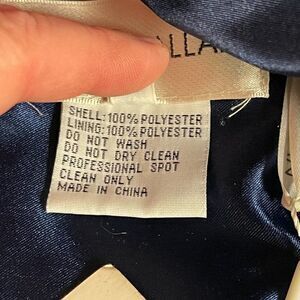 SHELL:100% POLYESTER
LINING:100% POLYESTER
DO NOT WASH
DO NOT DRY CLEAN
PROFESSIONAL SPOT
CLEAN ONLY
MADE IN CHINA